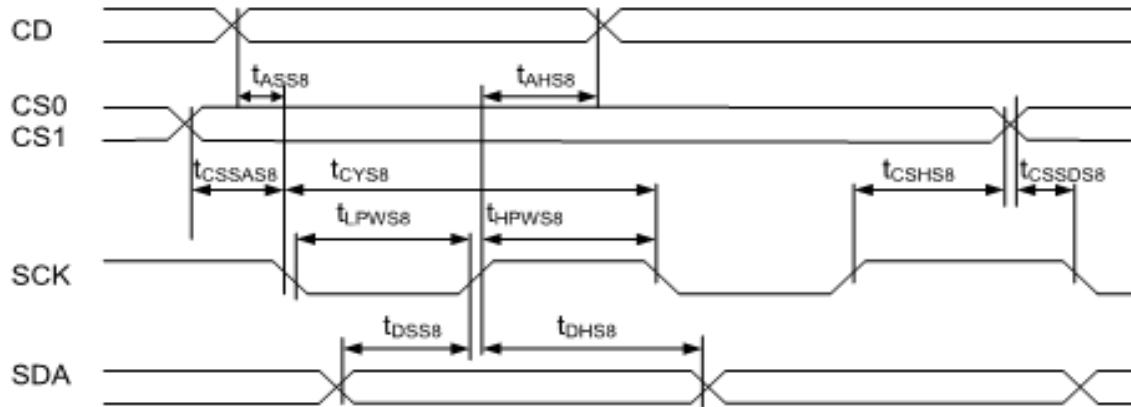 CD
tASS8 tAHS8
CS0
CS1
tCSSAS8 tCYS8 tCSHS8 tCSSDS8
tLPWS8 tHPWS8
SCK
tDSS8 tDHS8
SDA